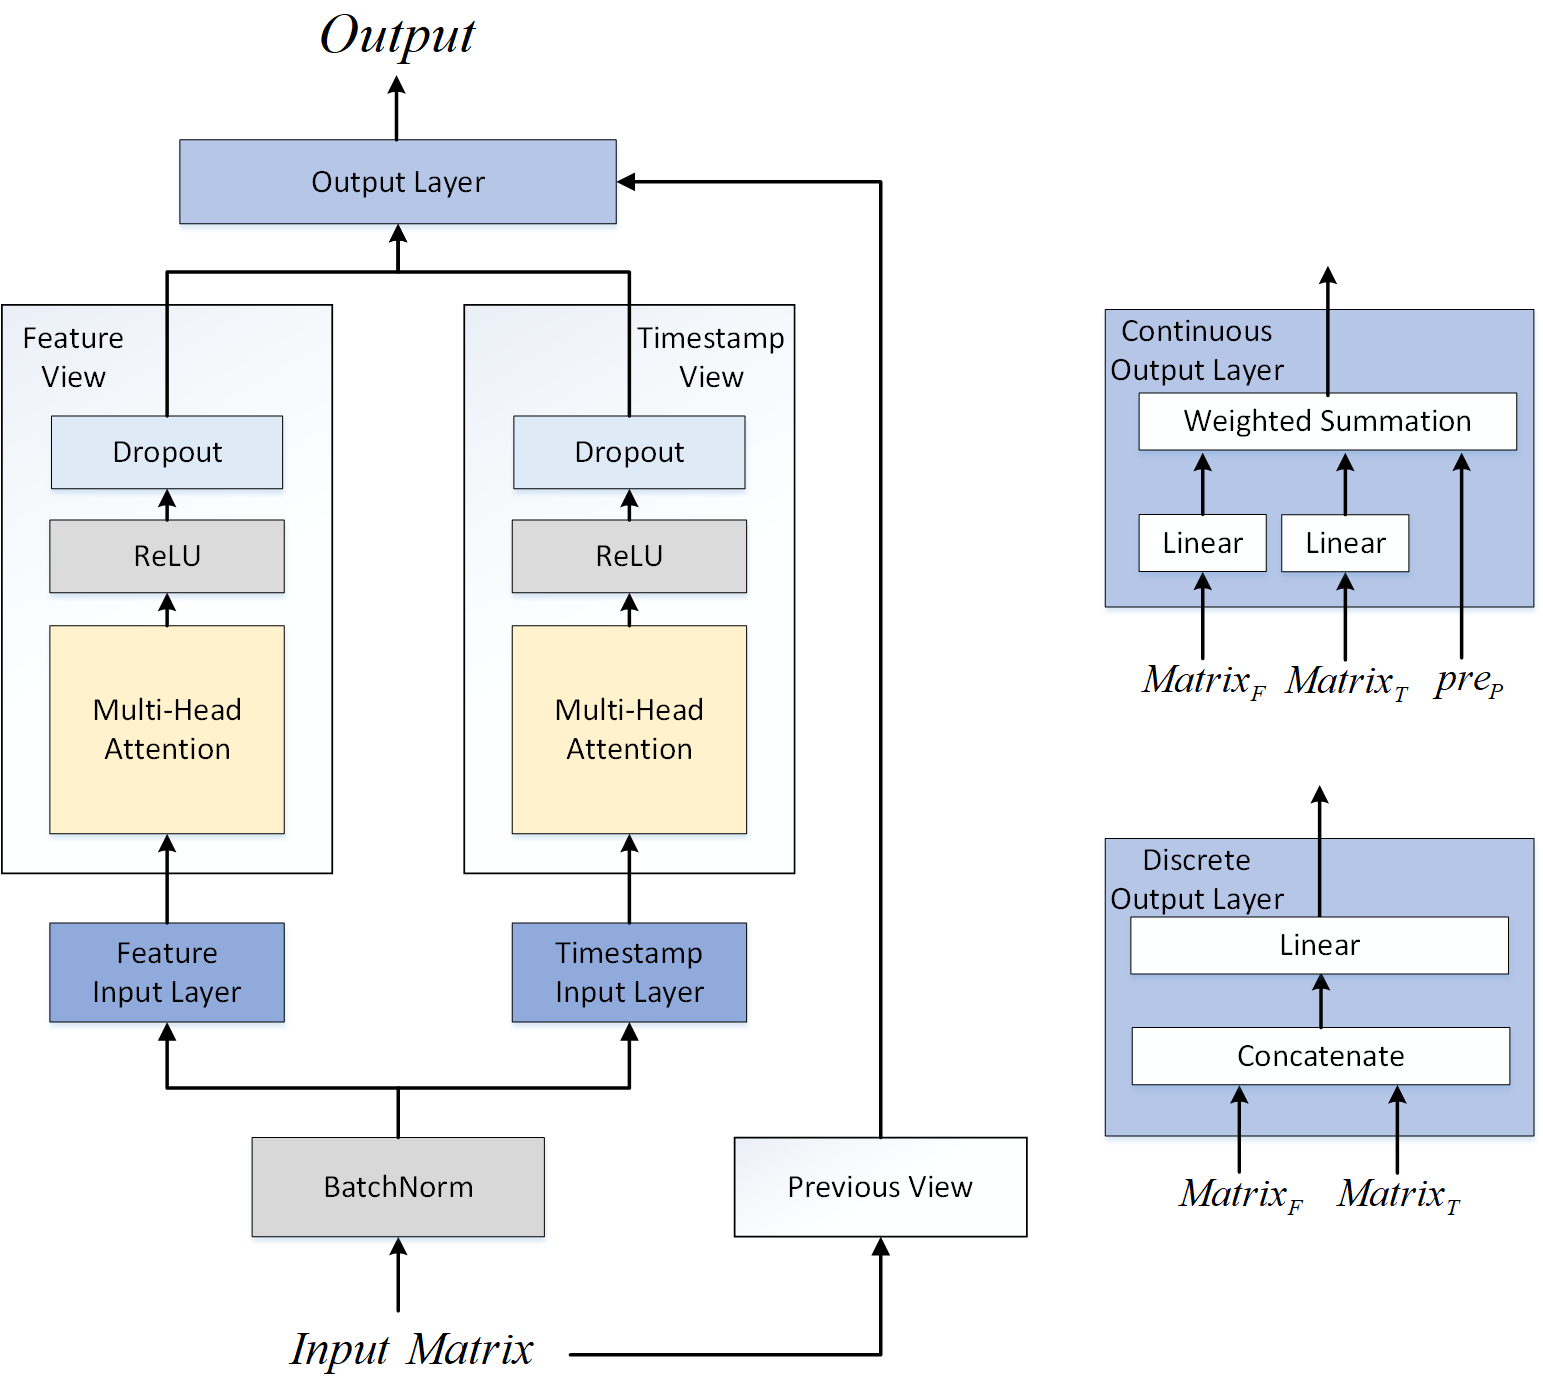 Output
Output Layer
Feature
View
Timestamp
View
Dropout
Dropout
ReLU
ReLU
Multi-Head
Attention
Multi-Head
Attention
Feature
Input Layer
Timestamp
Input Layer
BatchNorm
Previous View
Input Matrix
Continuous
Output Layer
Weighted Summation
Linear
Linear
Matrix_F
Matrix_T
pre_P
Discrete
Output Layer
Linear
Concatenate
Matrix_F
Matrix_T